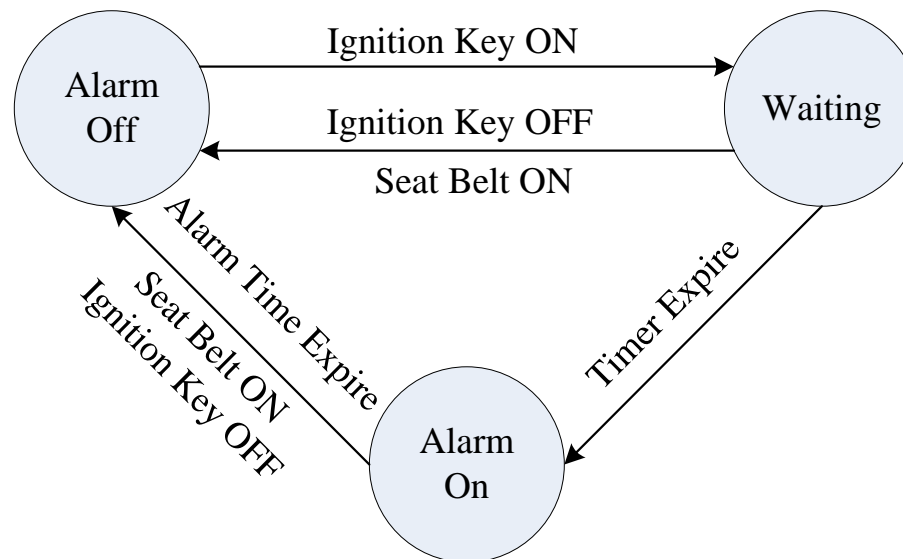 Ignition Key ON
Alarm
Off
Waiting
Ignition Key OFF
Seat Belt ON
Alarm Time Expire
Seat Belt ON
Ignition Key OFF
Timer Expire
Alarm
On